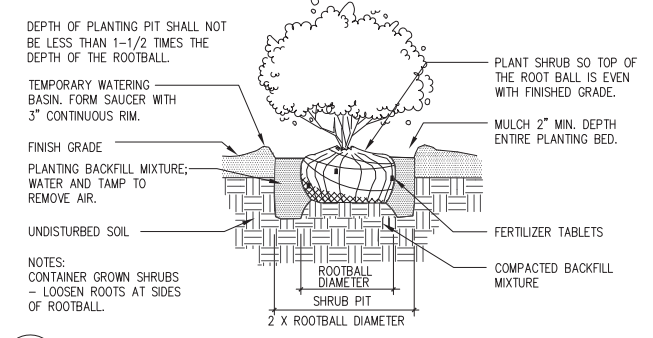 DEPTH OF PLANTING PIT SHALL NOT
BE LESS THAN 1-1/2 TIMES THE
DEPTH OF THE ROOTBALL.
TEMPORARY WATERING
BASIN. FORM SAUCER WITH
3" CONTINUOUS RIM.
FINISH GRADE
PLANTING BACKFILL MIXTURE;
WATER AND TAMP TO
REMOVE AIR.
UNDISTURBED SOIL
NOTES:
CONTAINER GROWN SHRUBS
- LOOSEN ROOTS AT SIDES
OF ROOTBALL.
PLANT SHRUB SO TOP OF
THE ROOT BALL IS EVEN
WITH FINISHED GRADE.
MULCH 2" MIN. DEPTH
ENTIRE PLANTING BED.
FERTILIZER TABLETS
COMPACTED BACKFILL
MIXTURE
ROOTBALL
DIAMETER
SHRUB PIT
2 X ROOTBALL DIAMETER